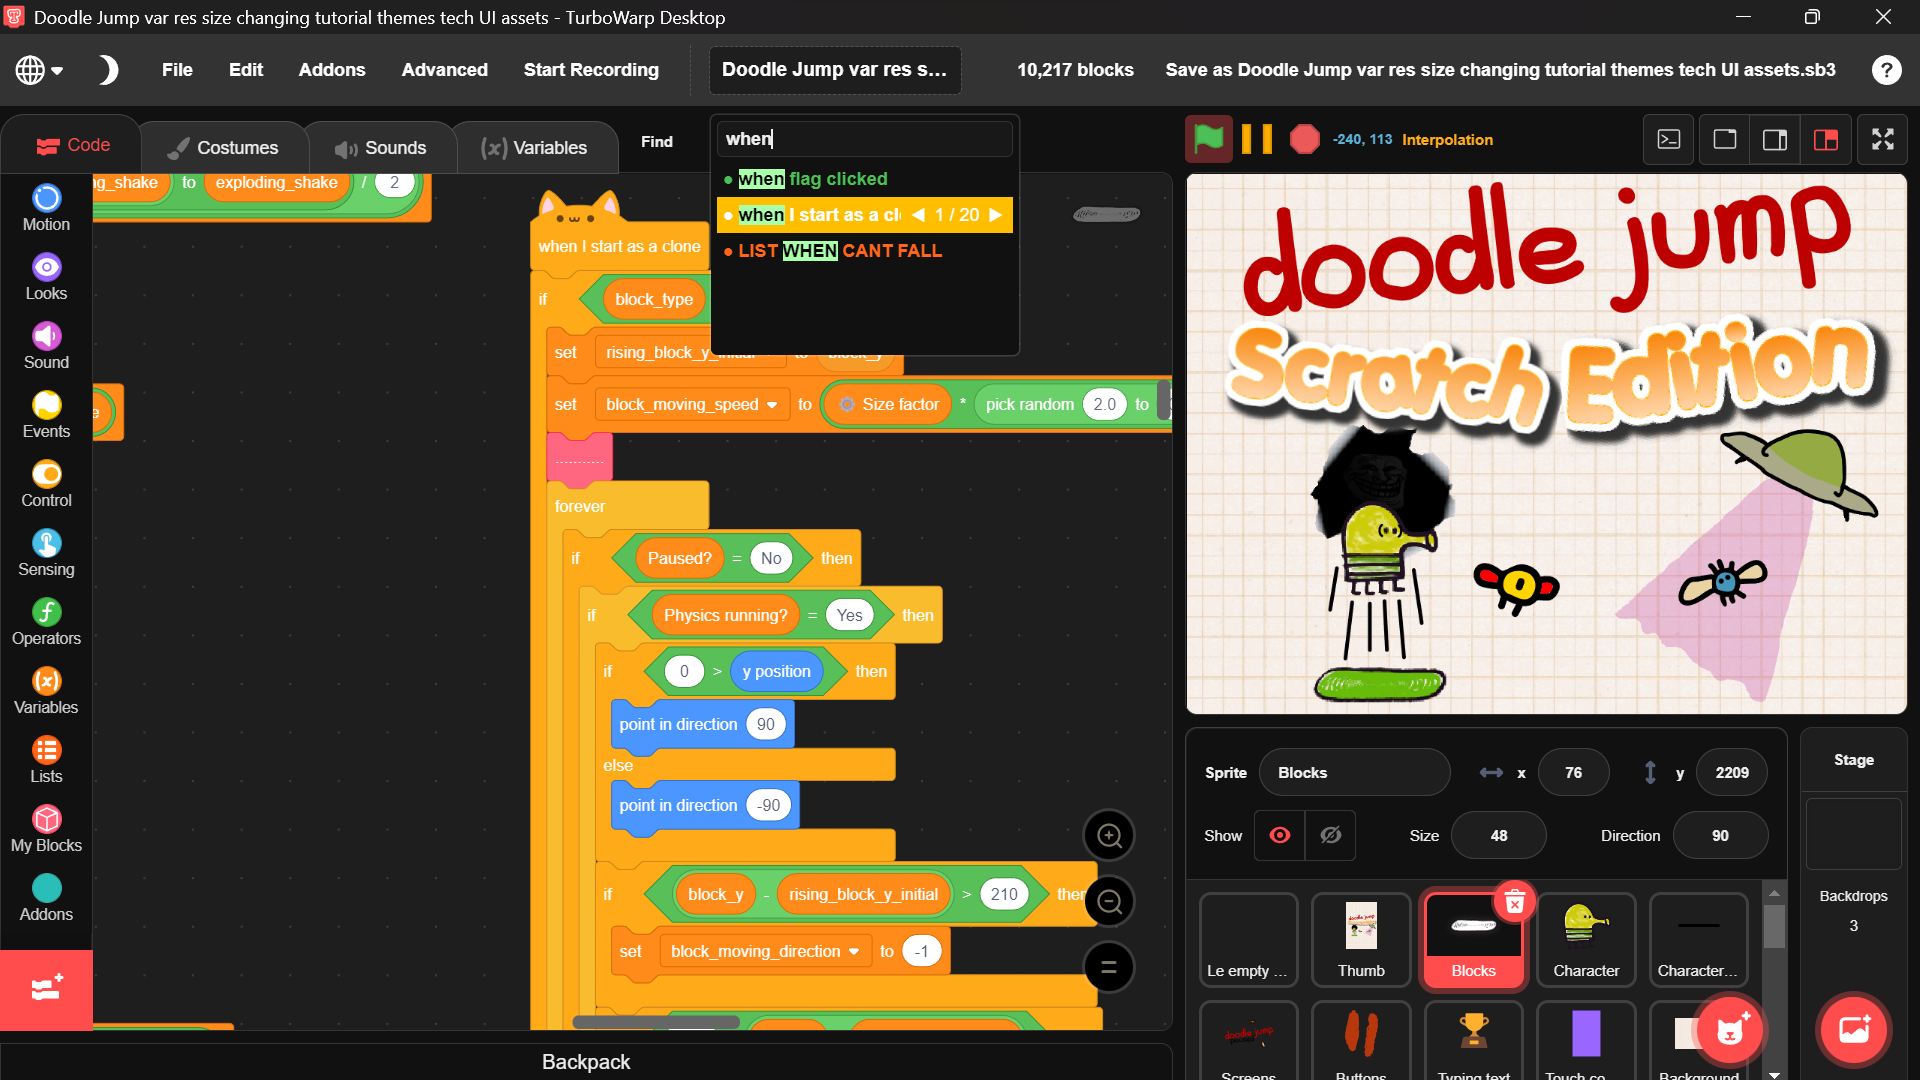 Doodle Jump var res size changing tutorial themes tech UI assets - TurboWarp Desktop
File Edit Addons Advanced Start Recording Doodle Jump var res s... 10,217 blocks Save as Doodle Jump var res size changing tutorial themes tech UI assets.sb3 ?
Code Costumes Sounds (x) Variables Find when -240, 113 Interpolation
when flag clicked
when I start as a cl 1 / 20
LIST WHEN CANT FALL
Motion
Looks
Sound
Events
Control
Sensing
Operators
Variables
Lists
My Blocks
Addons
ng_shake to exploding_shake / 2
when I start as a clone
if block_type
set to block_y
set block_moving_speed to Size factor * pick random 2.0 to
...........
forever
if Paused? = No then
if Physics running? = Yes then
if 0 > y position then
point in direction 90
else
point in direction -90
if block_y - rising_block_y_initial > 210 then
set block_moving_direction to -1
Backpack
doodle jump
Scratch Edition
Sprite Blocks x 76 y 2209
Show Size 48 Direction 90
Le empty ... Thumb Blocks Character Character...
doodle jump
Screens Buttons Typing text Touch co Background
Stage
Backdrops
3